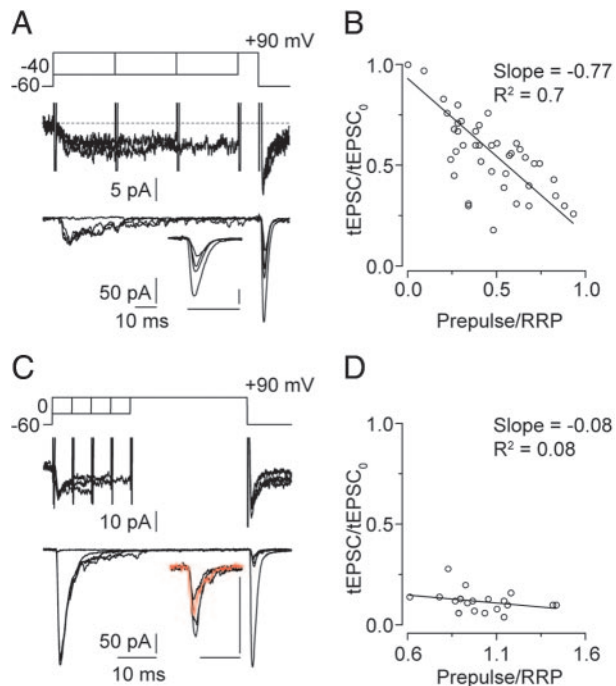 A
+90 mV
-40
-60
5 pA
50 pA
10 ms
B
Slope = -0.77
R² = 0.7
1.0
0.5
0.0
tEPSC/tEPSC₀
0.0 0.5 1.0
Prepulse/RRP
C
+90 mV
0
-60
10 pA
50 pA
10 ms
D
Slope = -0.08
R² = 0.08
1.0
0.5
0.0
tEPSC/tEPSC₀
0.6 1.1 1.6
Prepulse/RRP